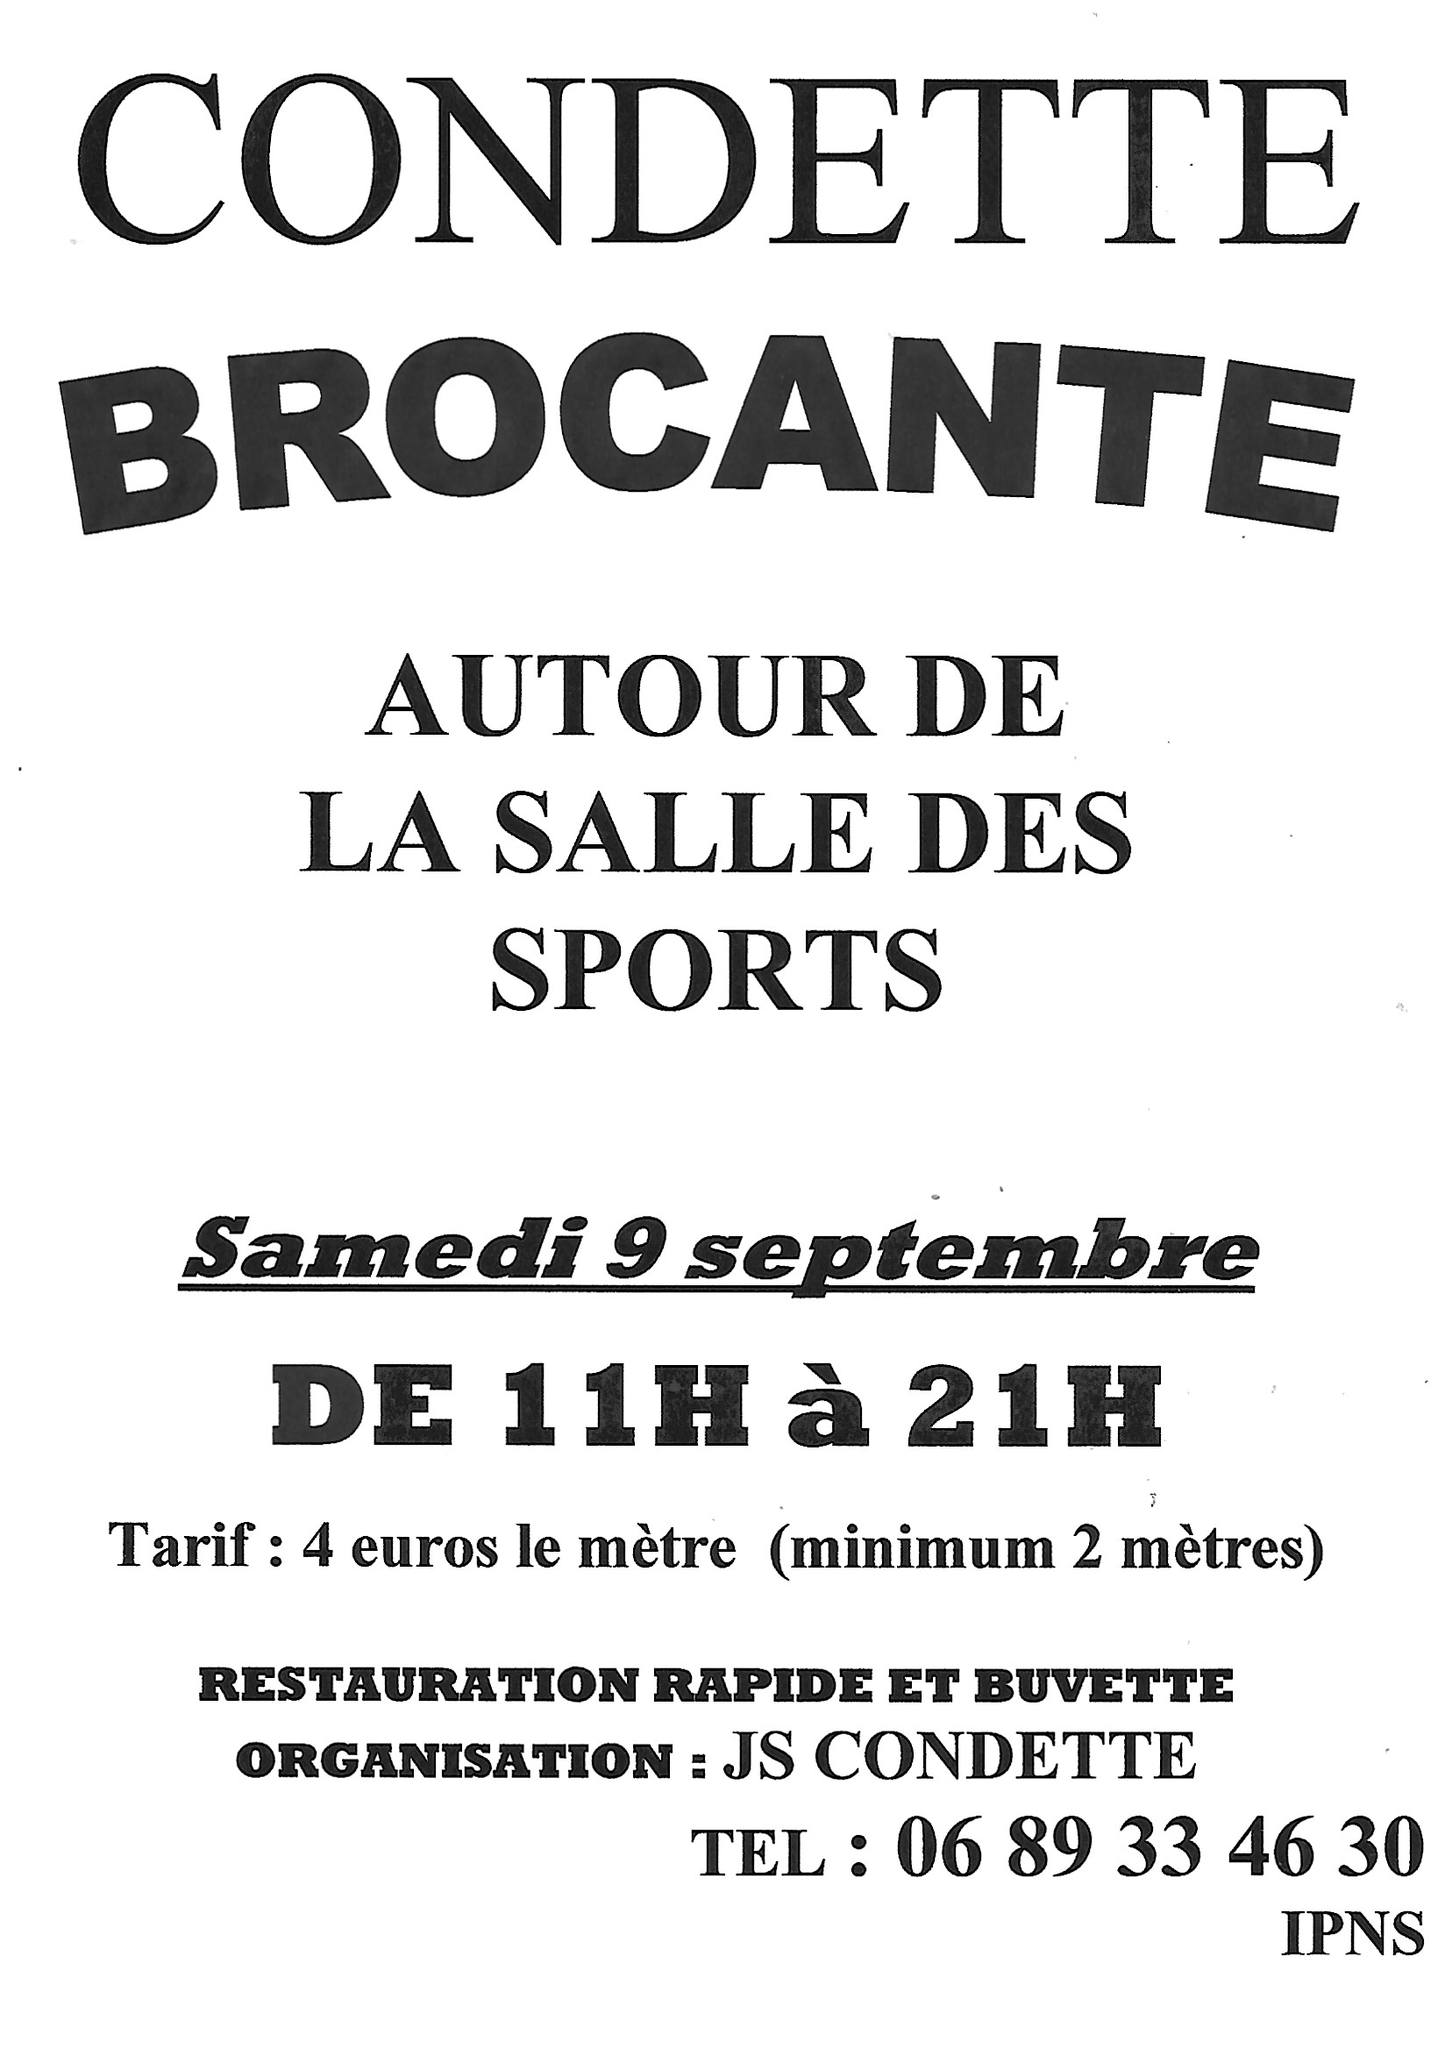 CONDETTE
BROCANTE
AUTOUR DE
LA SALLE DES
SPORTS
Samedi 9 septembre
DE 11H à 21H
Tarif : 4 euros le mètre (minimum 2 mètres)
RESTAURATION RAPIDE ET BUVETTE
ORGANISATION : JS CONDETTE
TEL : 06 89 33 46 30
IPNS